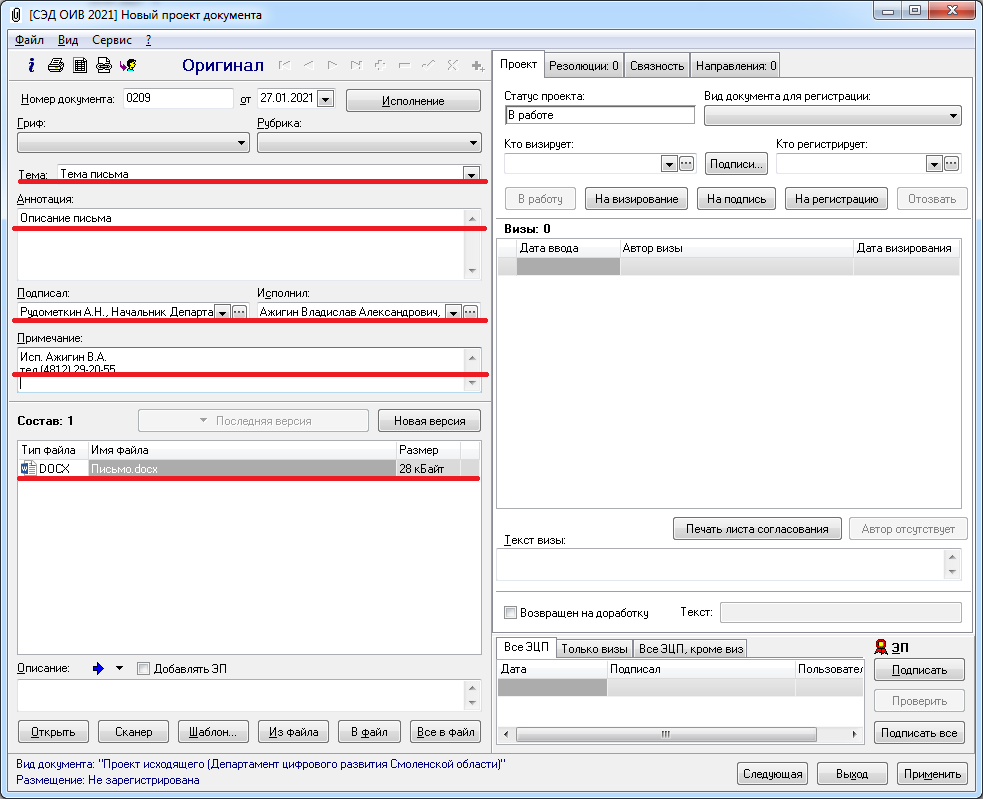 [СЭД ОИВ 2021] Новый проект документа
Файл Вид Сервис ?
Оригинал
Номер документа: 0209 от 27.01.2021 Исполнение
Гриф: Рубрика:
Тема: Тема письма
Аннотация:
Описание письма
Подписал: Исполнил:
Рудометкин А.Н., Начальник Департа Ажигин Владислав Александрович,
Примечание:
Исп. Ажигин В.А.
тел.(4812) 29-20-55
Состав: 1 Последняя версия Новая версия
Тип файла Имя файла Размер
DOCX Письмо.docx 28 кБайт
Описание: Добавлять ЭП
Открыть Сканер Шаблон... Из файла В файл Все в файл
Проект Резолюции: 0 Связность Направления: 0
Статус проекта: Вид документа для регистрации:
В работе
Кто визирует: Подписи... Кто регистрирует:
В работу На визирование На подпись На регистрацию Отозвать
Визы: 0
Дата ввода Автор визы Дата визирования
Печать листа согласования Автор отсутствует
Текст визы:
Возвращен на доработку Текст:
Все ЭЦП Только визы Все ЭЦП, кроме виз
Дата Подписал Пользовател
ЭП
Подписать
Проверить
Подписать все
Вид документа: "Проект исходящего (Департамент цифрового развития Смоленской области)"
Размещение: Не зарегистрирована
Следующая Выход Применить